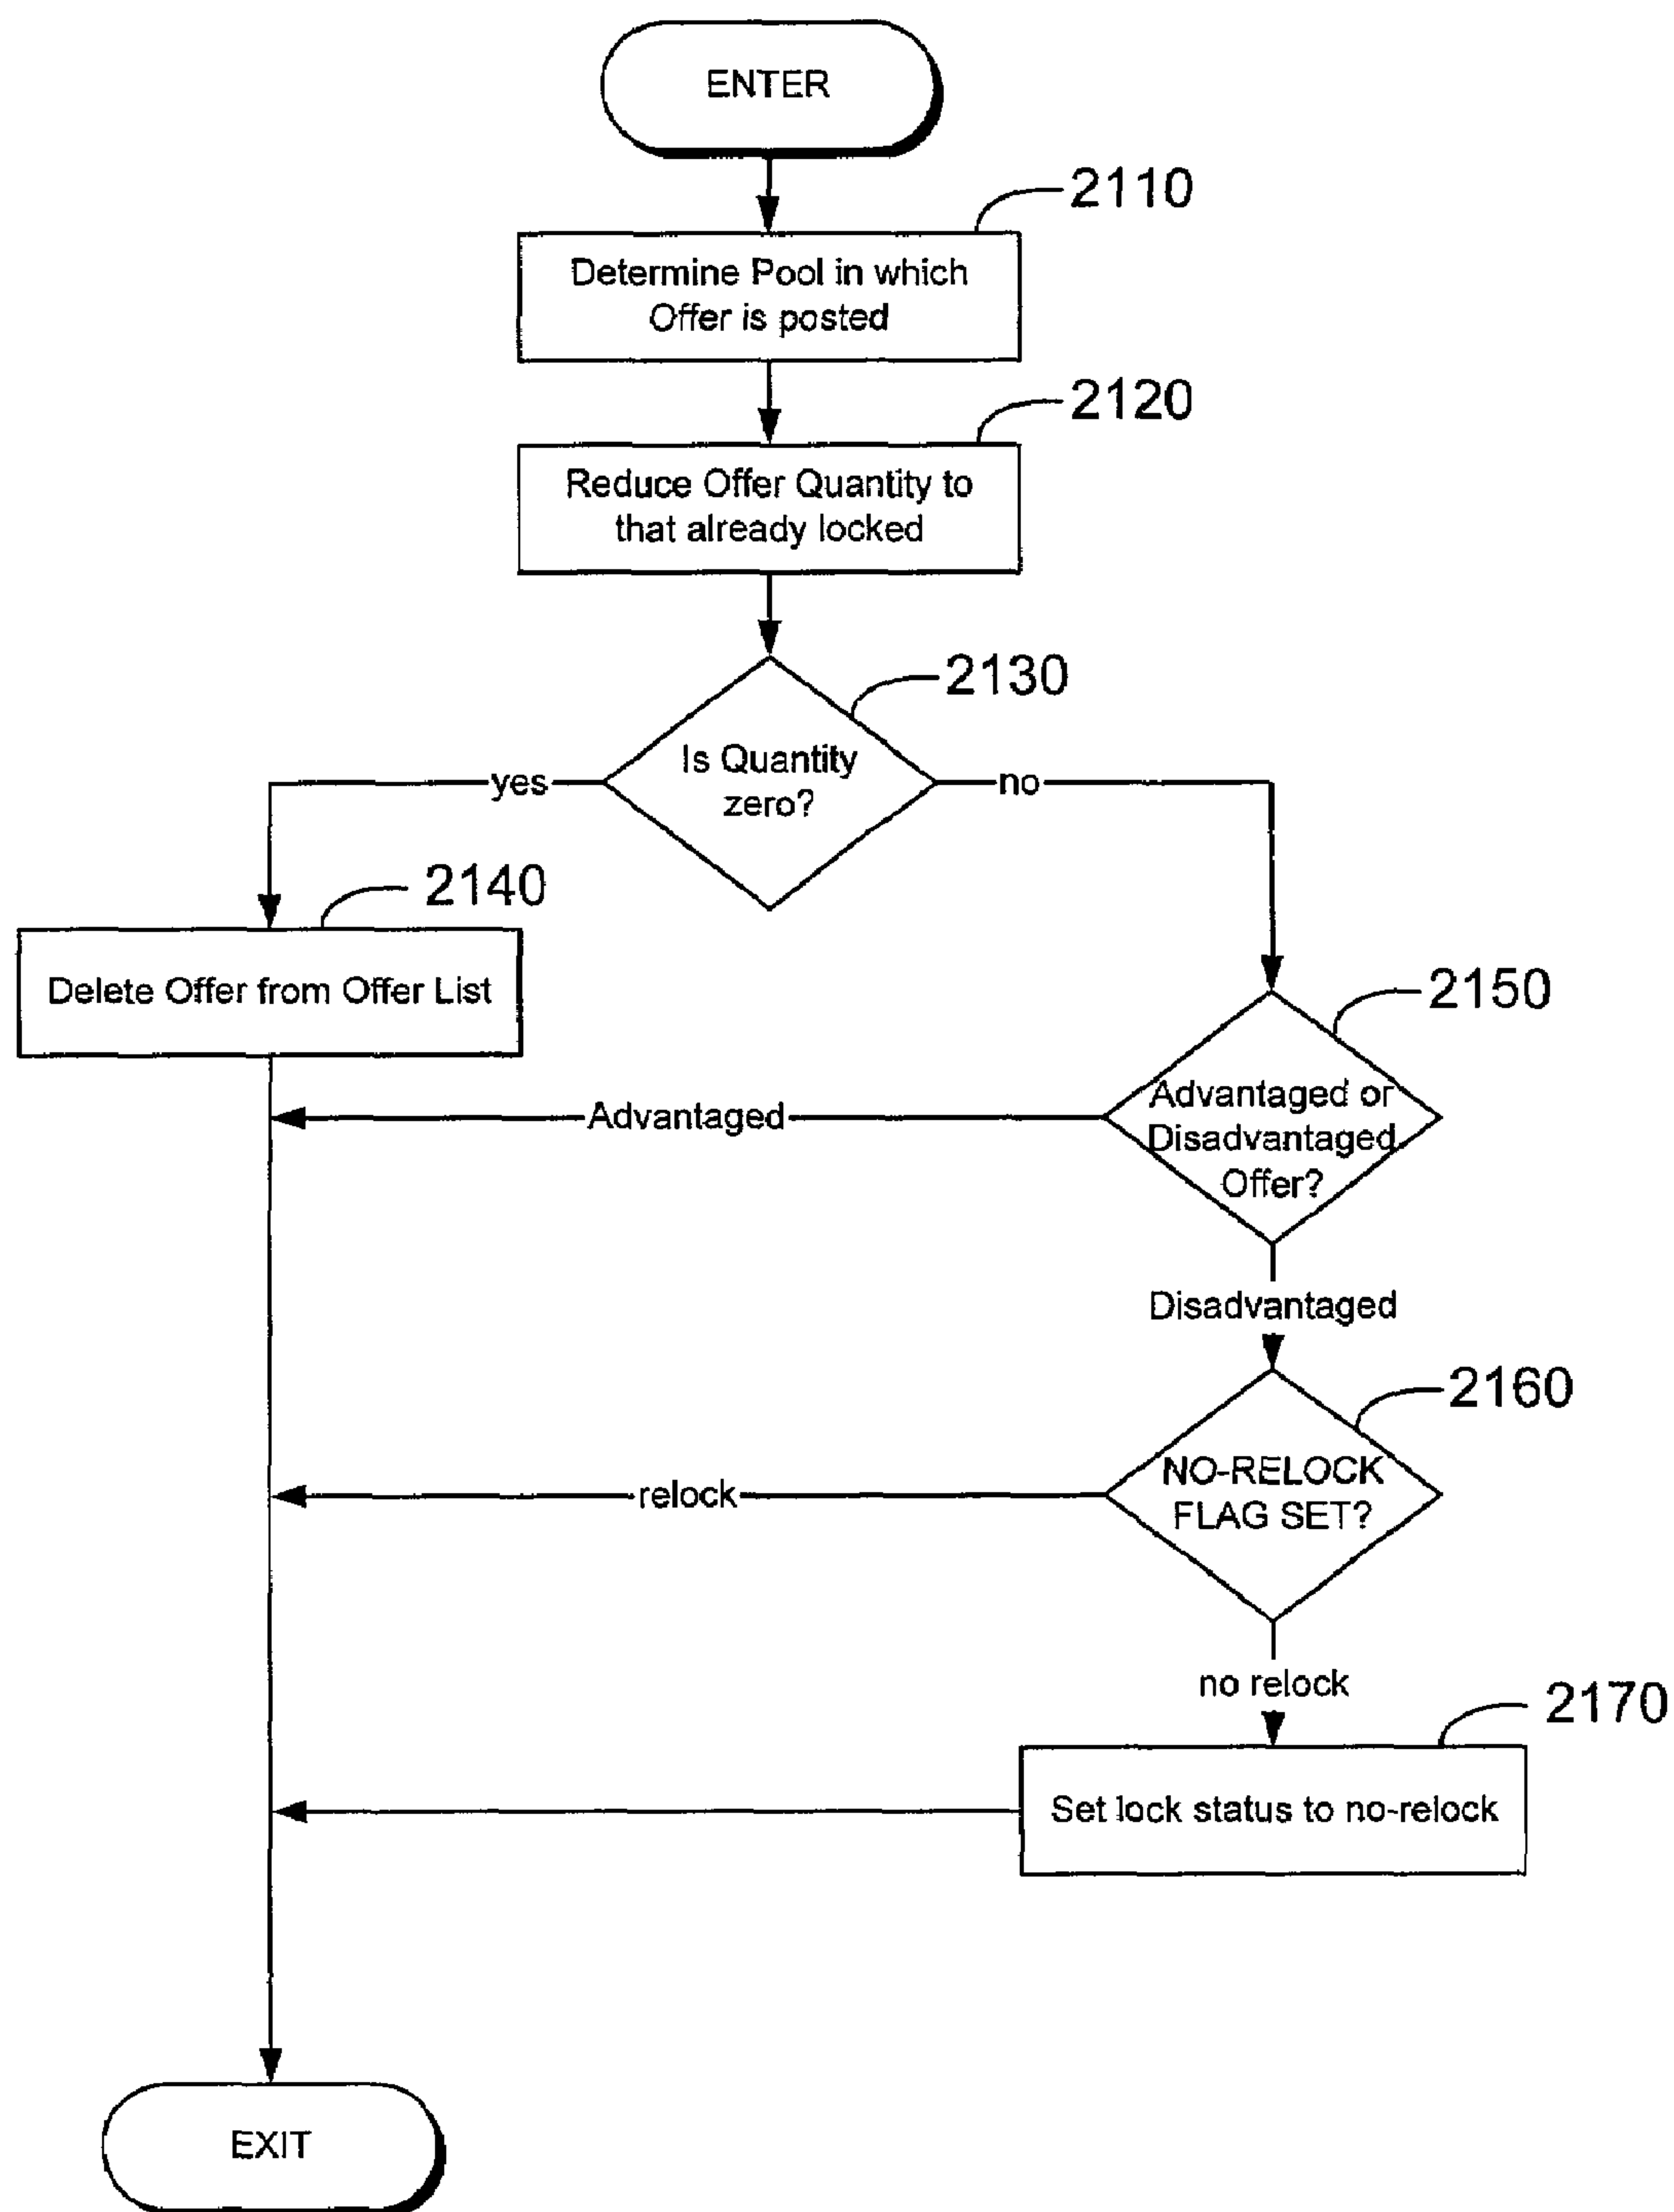 ENTER
2110
Determine Pool in which
Offer is posted
2120
Reduce Offer Quantity to
that already locked
2130
Is Quantity
zero?
yes
no
2140
Delete Offer from Offer List
2150
Advantaged or
Disadvantaged
Offer?
Advantaged
Disadvantaged
2160
NO-RELOCK
FLAG SET?
relock
no relock
2170
Set lock status to no-relock
EXIT